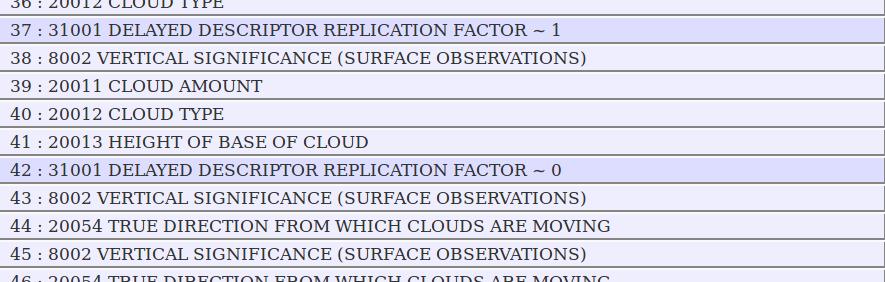 36 : 20012 CLOUD TYPE
37 : 31001 DELAYED DESCRIPTOR REPLICATION FACTOR ~ 1
38 : 8002 VERTICAL SIGNIFICANCE (SURFACE OBSERVATIONS)
39 : 20011 CLOUD AMOUNT
40 : 20012 CLOUD TYPE
41 : 20013 HEIGHT OF BASE OF CLOUD
42 : 31001 DELAYED DESCRIPTOR REPLICATION FACTOR ~ 0
43 : 8002 VERTICAL SIGNIFICANCE (SURFACE OBSERVATIONS)
44 : 20054 TRUE DIRECTION FROM WHICH CLOUDS ARE MOVING
45 : 8002 VERTICAL SIGNIFICANCE (SURFACE OBSERVATIONS)
46 : 20054 TRUE DIRECTION FROM WHICH CLOUDS ARE MOVING